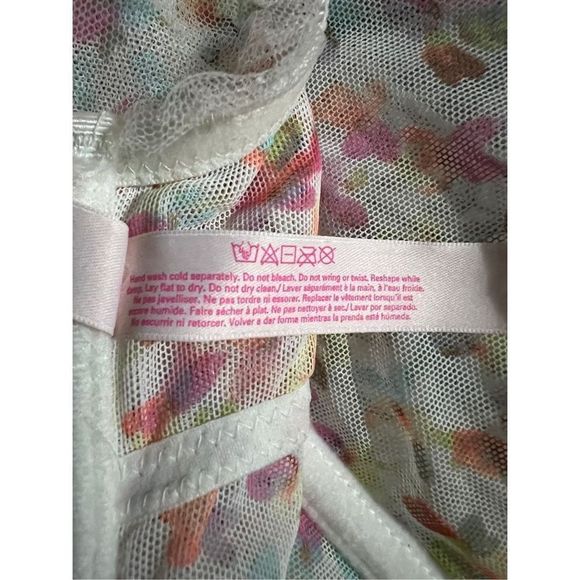 Hand wash cold separately. Do not bleach. Do not wring or twist. Reshape while
damp. Lay flat to dry. Do not dry clean./ Laver séparément à la main, à l'eau froide.
Ne pas javelliser. Ne pas tordre ni essorer. Replacer le vêtement lorsqu'il est
encore humide. Faire sécher à plat. Ne pas nettoyer à sec./ Lavar por separado.
No escurrir ni retorcer. Volver a dar forma mientras la prenda esté húmeda.